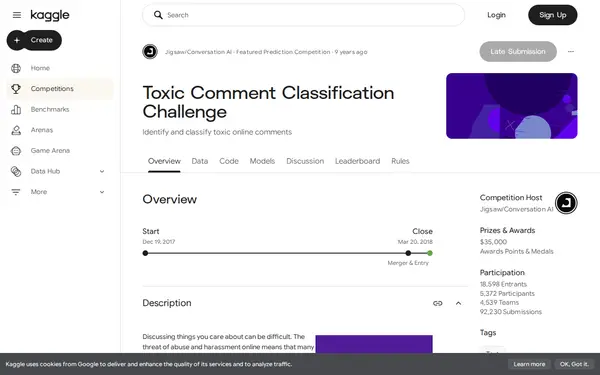 kaggle
Search
Login
Sign Up
Create
Home
Competitions
Benchmarks
Arenas
Game Arena
Data Hub
More
Jigsaw/Conversation AI · Featured Prediction Competition · 9 years ago
Late Submission
Toxic Comment Classification
Challenge
Identify and classify toxic online comments
Overview
Data
Code
Models
Discussion
Leaderboard
Rules
Overview
Start
Close
Dec 19, 2017
Mar 20, 2018
Merger & Entry
Description
Discussing things you care about can be difficult. The
threat of abuse and harassment online means that many
Competition Host
Jigsaw/Conversation AI
Prizes & Awards
$35,000
Awards Points & Medals
Participation
18,598 Entrants
5,372 Participants
4,539 Teams
92,230 Submissions
Tags
Kaggle uses cookies from Google to deliver and enhance the quality of its services and to analyze traffic.
Learn more
OK, Got it.